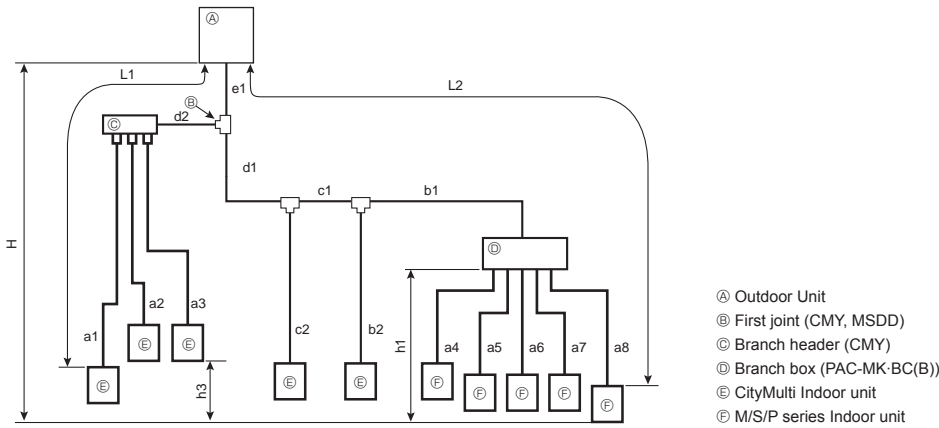 Ⓐ
L1
L2
e1
Ⓑ
d2
Ⓒ
d1
c1
b1
H
Ⓓ
a1
a2
a3
c2
b2
h1
a4
a5
a6
a7
a8
Ⓔ
Ⓔ
Ⓔ
Ⓔ
Ⓔ
h3
Ⓕ
Ⓕ
Ⓕ
Ⓕ
Ⓕ
Ⓐ Outdoor Unit
Ⓑ First joint (CMY, MSDD)
Ⓒ Branch header (CMY)
Ⓓ Branch box (PAC-MK·BC(B))
Ⓔ CityMulti Indoor unit
Ⓕ M/S/P series Indoor unit